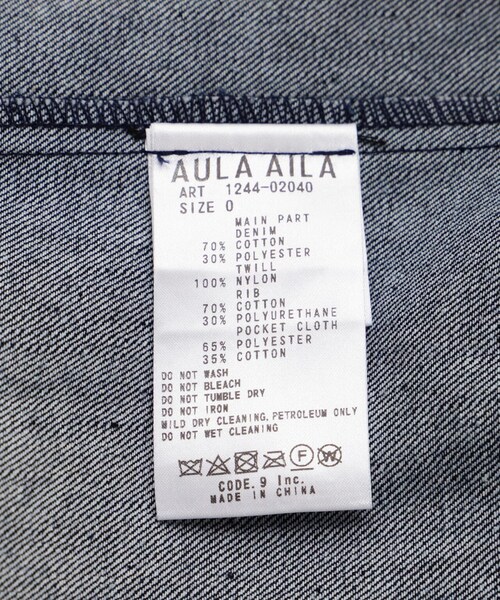 AULA AILA
ART 1244-02040
SIZE 0
MAIN PART
DENIM
70% COTTON
30% POLYESTER
TWILL
100% NYLON
RIB
70% COTTON
30% POLYURETHANE
POCKET CLOTH
65% POLYESTER
35% COTTON
DO NOT WASH
DO NOT BLEACH
DO NOT TUMBLE DRY
DO NOT IRON
MILD DRY CLEANING, PETROLEUM ONLY
DO NOT WET CLEANING
F W
CODE. 9 Inc.
MADE IN CHINA